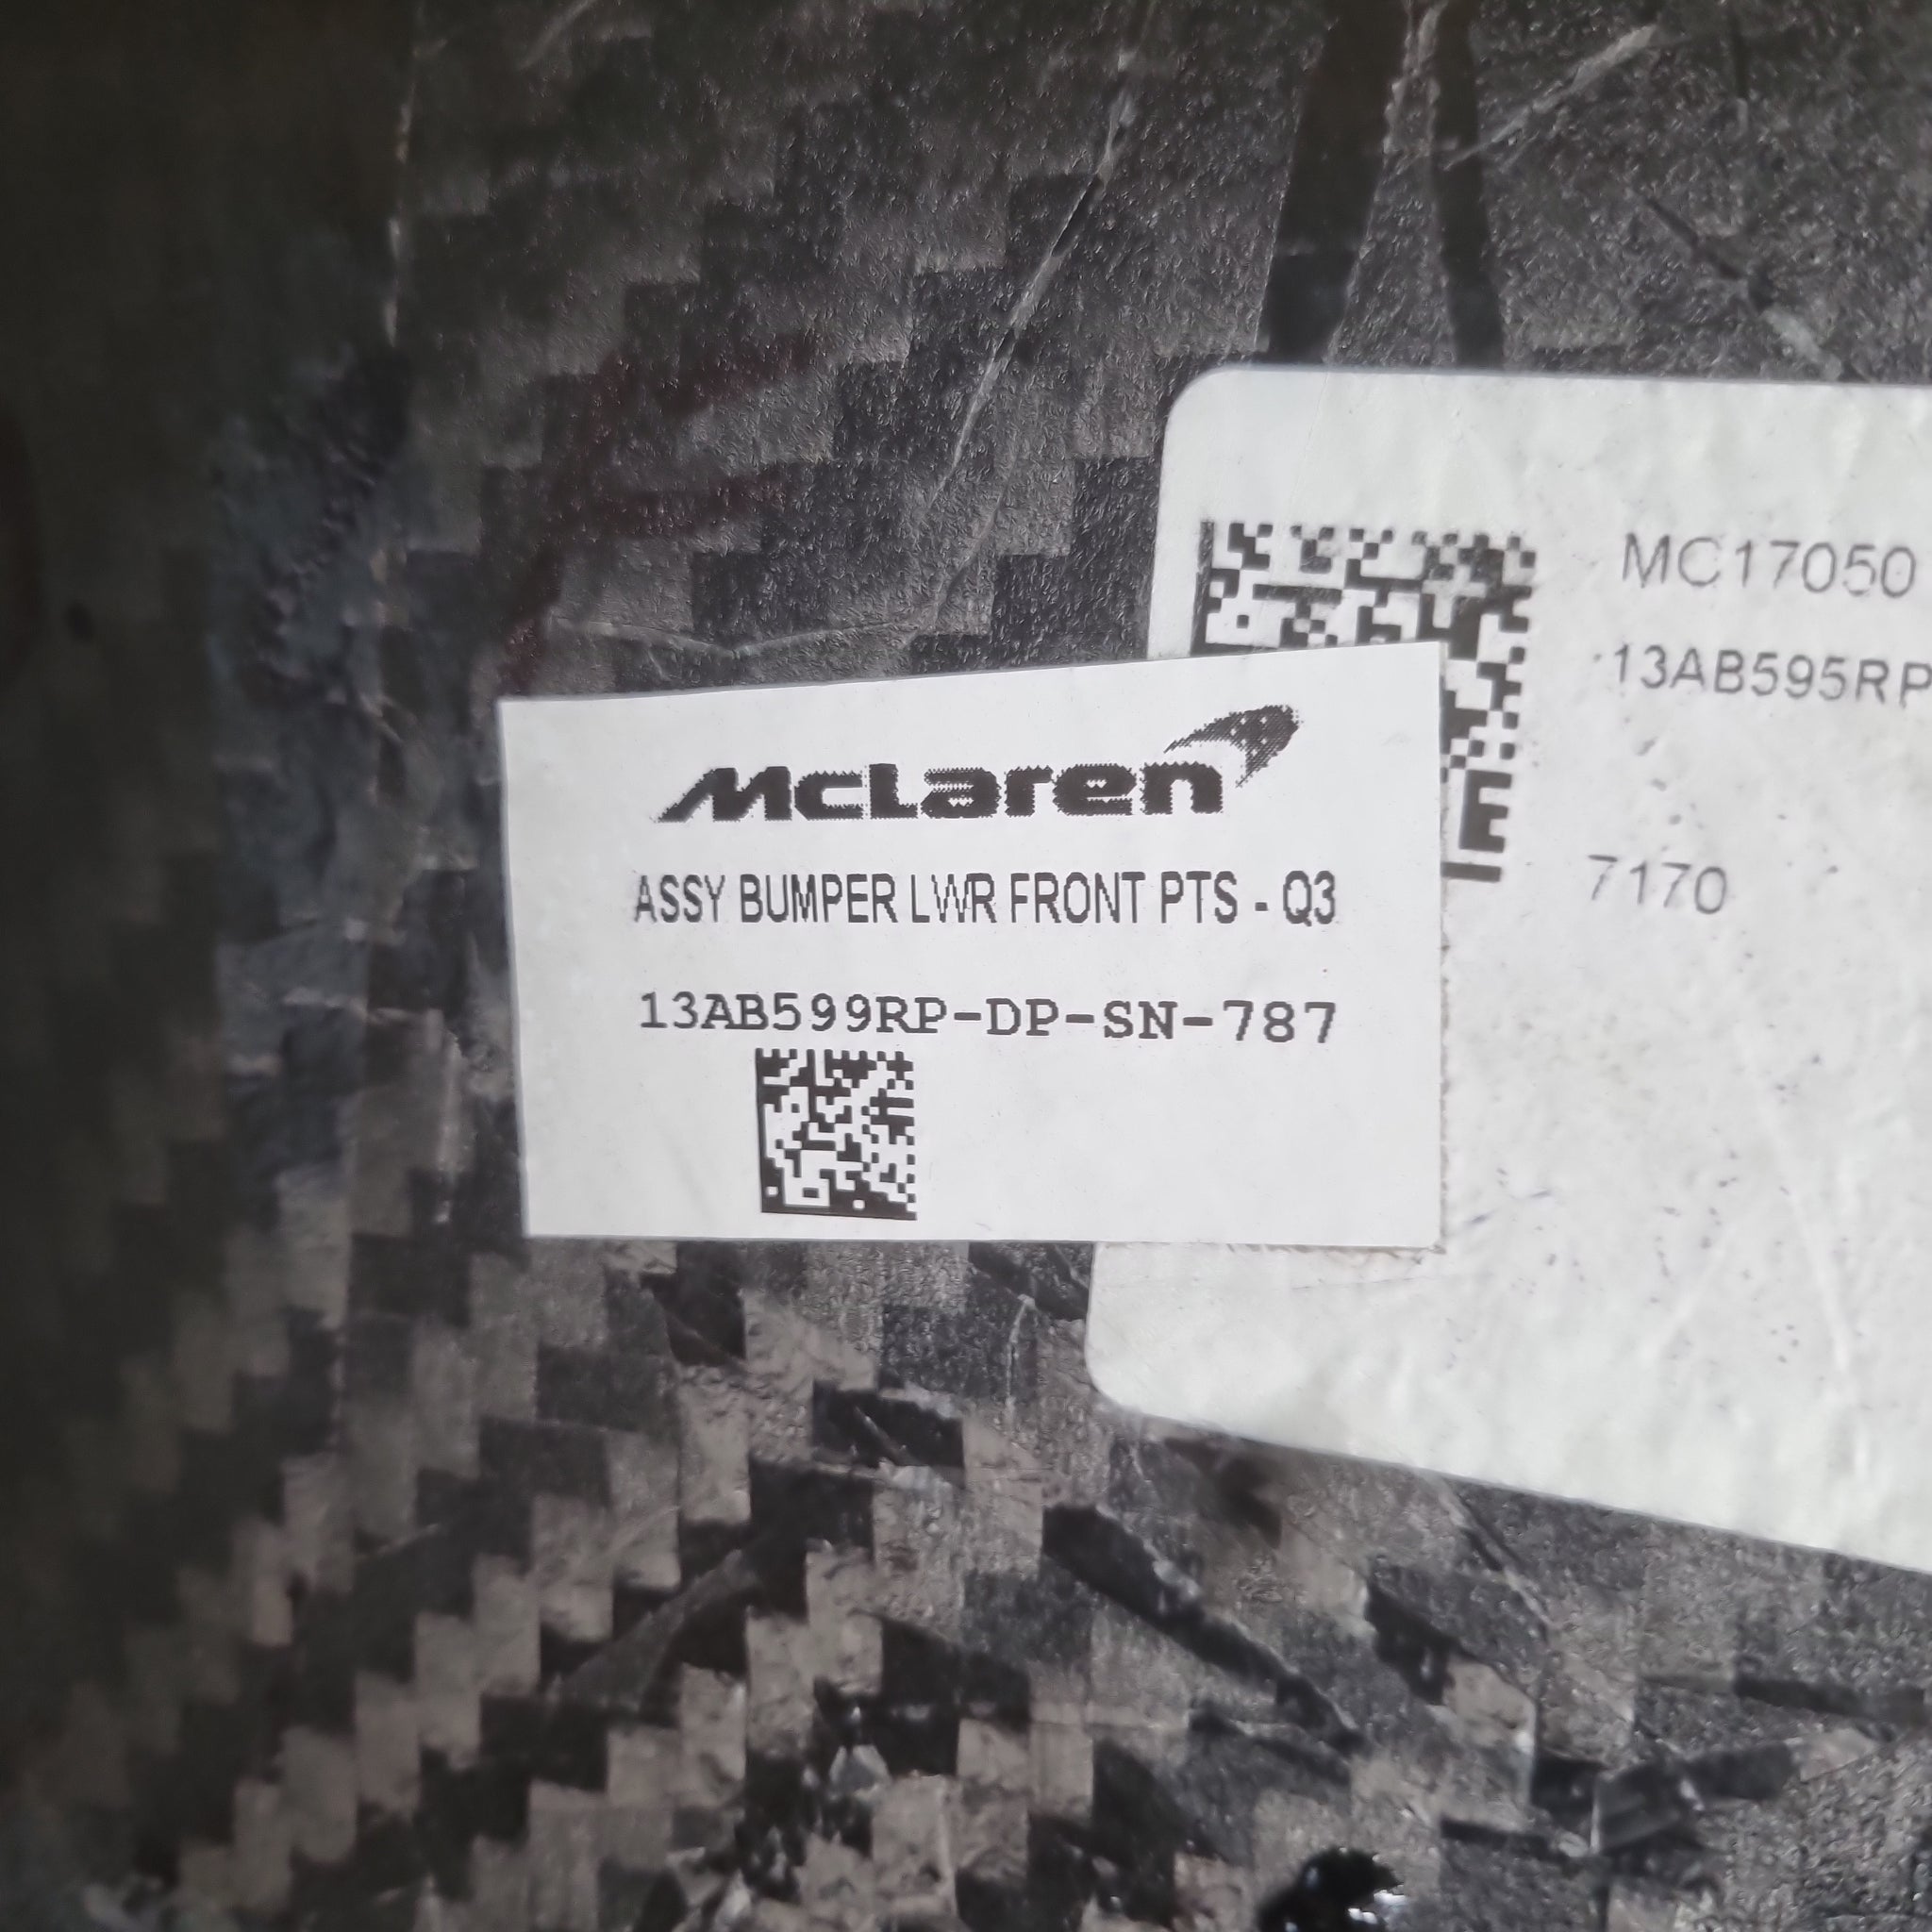 McLaren
ASSY BUMPER LWR FRONT PTS - Q3
13AB599RP-DP-SN-787
MC17050
13AB595RP
7170